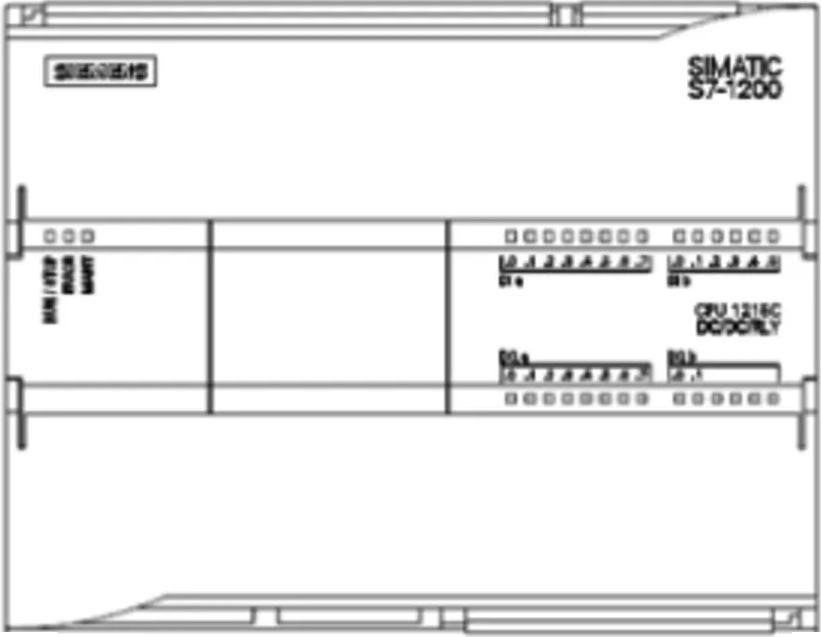 SIEMENS
SIMATIC
S7-1200
RUN / STOP
ERROR
MAINT
.0 .1 .2 .3 .4 .5 .6 .7
.0 .1 .2 .3 .4 .5
DI a
DI b
CPU 1215C
DC/DC/RLY
DQ a
DQ b
.0 .1 .2 .3 .4 .5 .6 .7
.0 .1